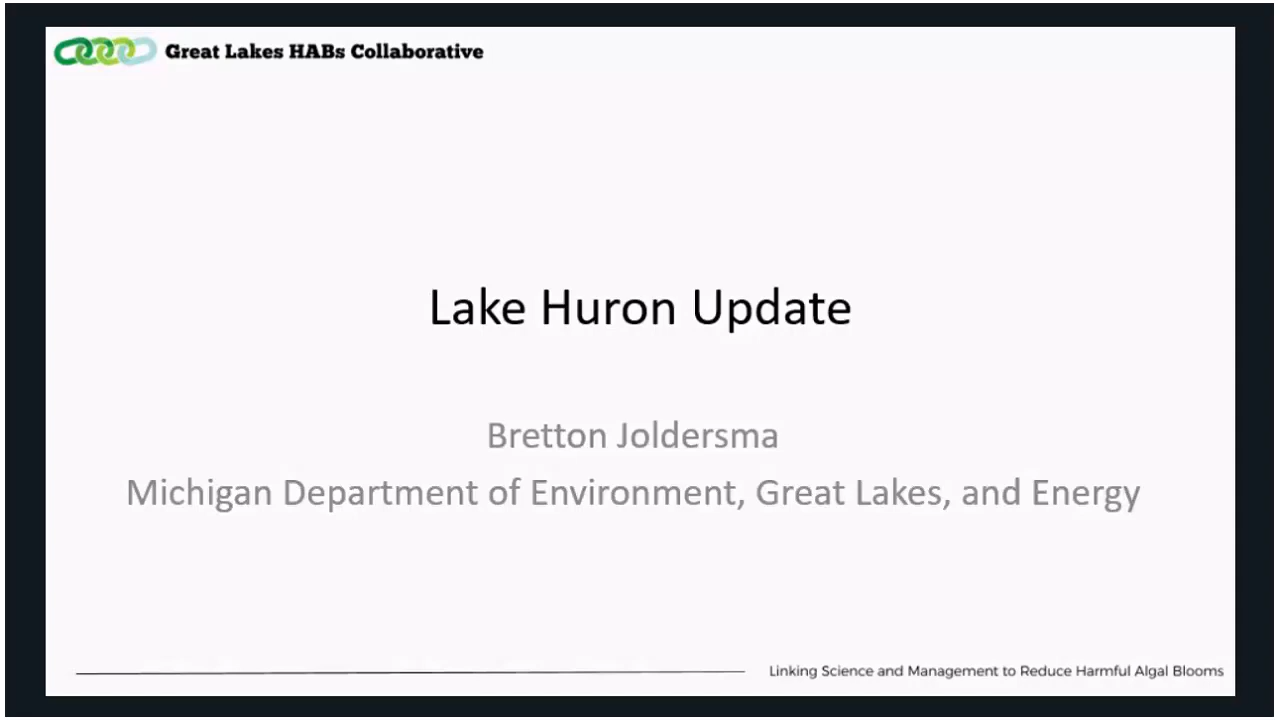 Great Lakes HABs Collaborative
Lake Huron Update
Bretton Joldersma
Michigan Department of Environment, Great Lakes, and Energy
Linking Science and Management to Reduce Harmful Algal Blooms